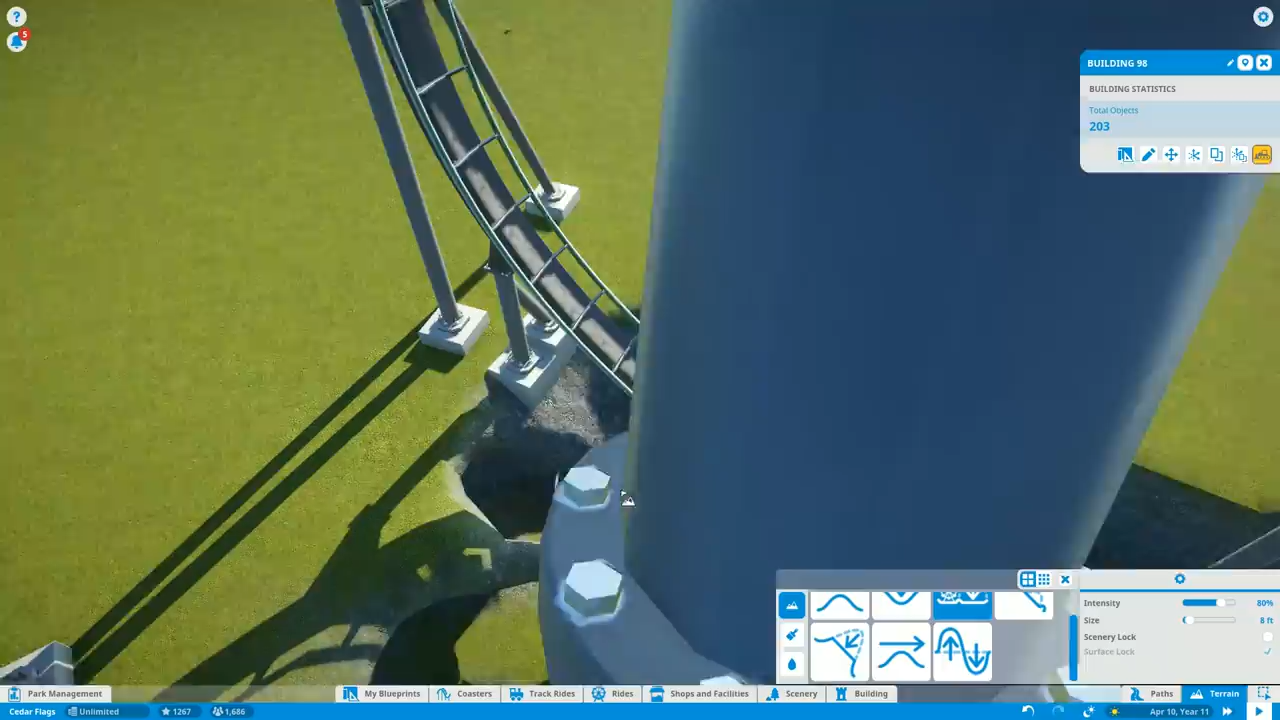 ?
5
BUILDING 98
BUILDING STATISTICS
Total Objects
203
Intensity
80%
Size
8 ft
Scenery Lock
Surface Lock
Park Management
My Blueprints
Coasters
Track Rides
Rides
Shops and Facilities
Scenery
Building
Paths
Terrain
Cedar Flags
Unlimited
1267
1,686
Apr 10, Year 11